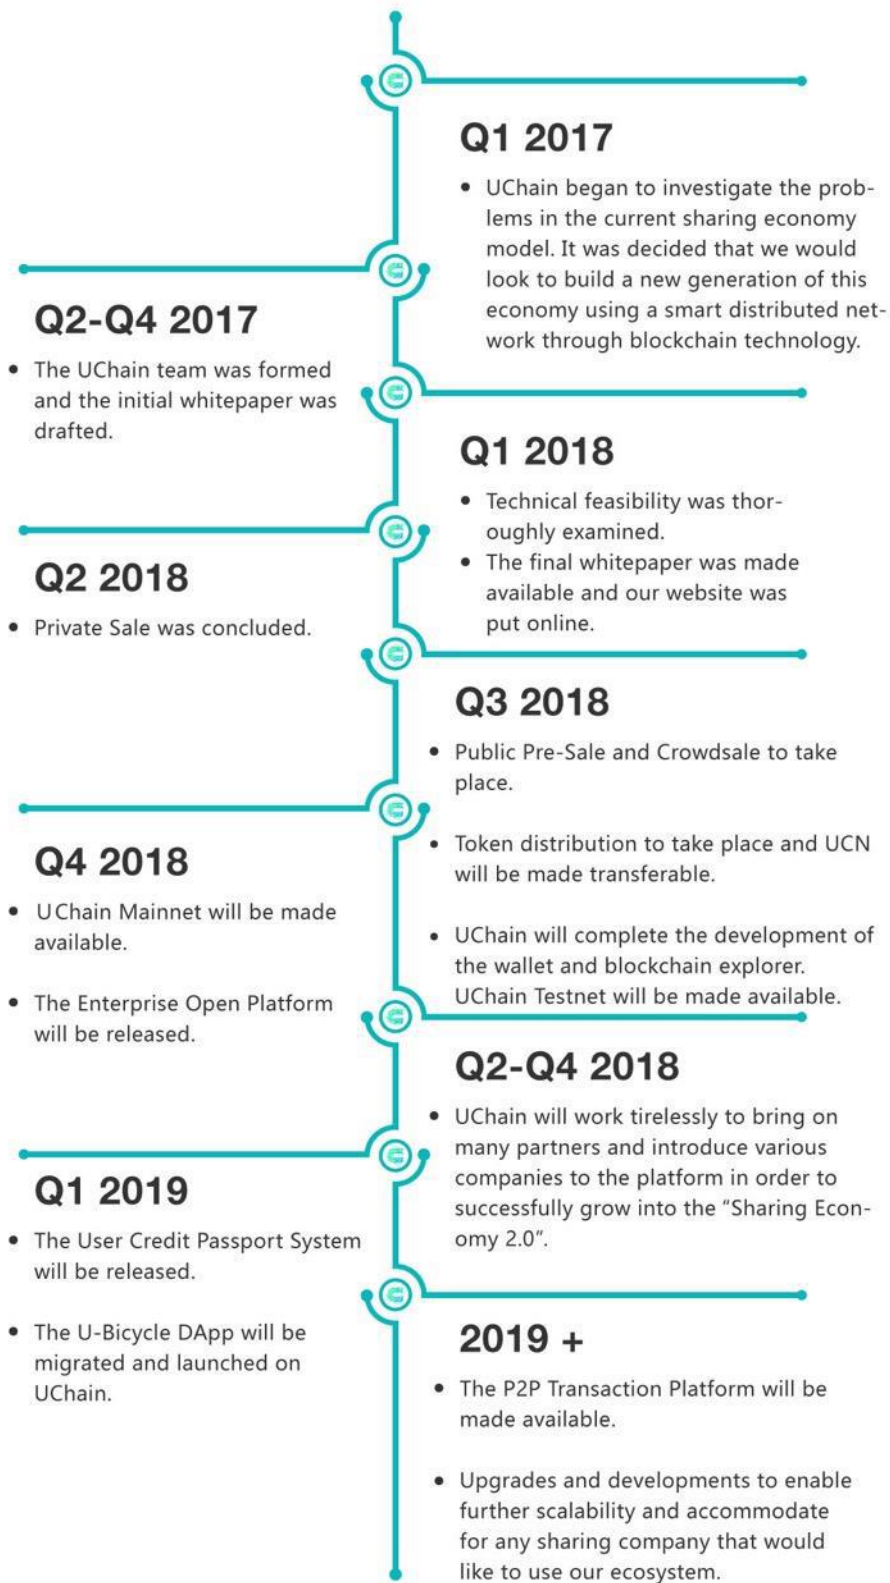 Q1 2017
• UChain began to investigate the prob-
lems in the current sharing economy
model. It was decided that we would
look to build a new generation of this
economy using a smart distributed net-
work through blockchain technology.
Q2-Q4 2017
• The UChain team was formed
and the initial whitepaper was
drafted.
Q1 2018
• Technical feasibility was thor-
oughly examined.
• The final whitepaper was made
available and our website was
put online.
Q2 2018
• Private Sale was concluded.
Q3 2018
• Public Pre-Sale and Crowdsale to take
place.
• Token distribution to take place and UCN
will be made transferable.
• UChain will complete the development of
the wallet and blockchain explorer.
UChain Testnet will be made available.
Q4 2018
• UChain Mainnet will be made
available.
• The Enterprise Open Platform
will be released.
Q2-Q4 2018
• UChain will work tirelessly to bring on
many partners and introduce various
companies to the platform in order to
successfully grow into the “Sharing Econ-
omy 2.0”.
Q1 2019
• The User Credit Passport System
will be released.
• The U-Bicycle DApp will be
migrated and launched on
UChain.
2019 +
• The P2P Transaction Platform will be
made available.
• Upgrades and developments to enable
further scalability and accommodate
for any sharing company that would
like to use our ecosystem.